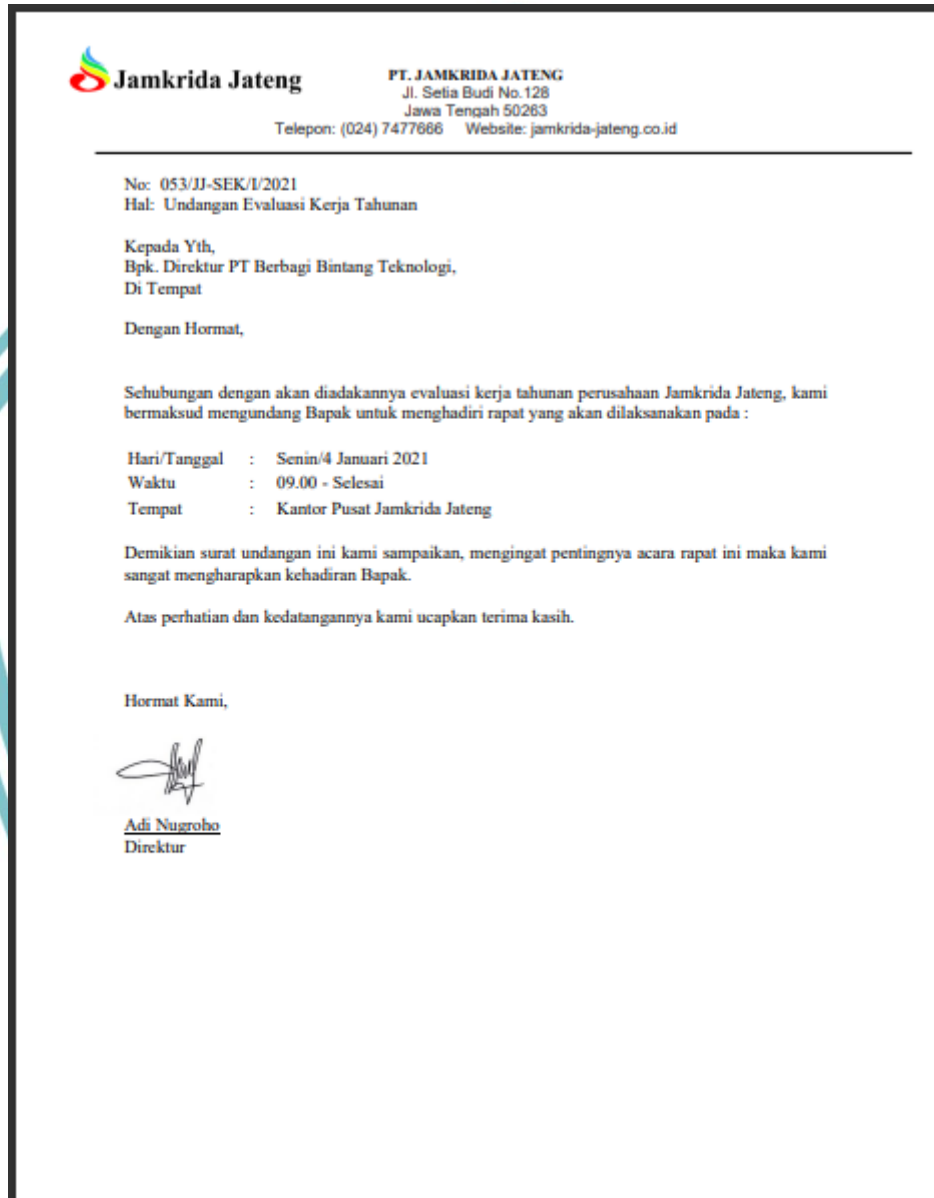 Jamkrida Jateng
PT. JAMKRIDA JATENG
Jl. Setia Budi No.128
Jawa Tengah 50263
Telepon: (024) 7477666 Website: jamkrida-jateng.co.id
No: 053/JJ-SEK/I/2021
Hal: Undangan Evaluasi Kerja Tahunan
Kepada Yth,
Bpk. Direktur PT Berbagi Bintang Teknologi,
Di Tempat
Dengan Hormat,
Sehubungan dengan akan diadakannya evaluasi kerja tahunan perusahaan Jamkrida Jateng, kami
bermaksud mengundang Bapak untuk menghadiri rapat yang akan dilaksanakan pada :
Hari/Tanggal : Senin/4 Januari 2021
Waktu : 09.00 - Selesai
Tempat : Kantor Pusat Jamkrida Jateng
Demikian surat undangan ini kami sampaikan, mengingat pentingnya acara rapat ini maka kami
sangat mengharapkan kehadiran Bapak.
Atas perhatian dan kedatangannya kami ucapkan terima kasih.
Hormat Kami,
Adi Nugroho
Direktur